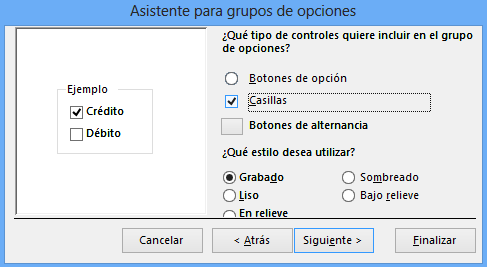 Asistente para grupos de opciones
¿Qué tipo de controles quiere incluir en el grupo
de opciones?
Ejemplo
Crédito
Débito
Botones de opción
Casillas
Botones de alternancia
¿Qué estilo desea utilizar?
Grabado
Sombreado
Liso
Bajo relieve
En relieve
Cancelar
< Atrás
Siguiente >
Finalizar